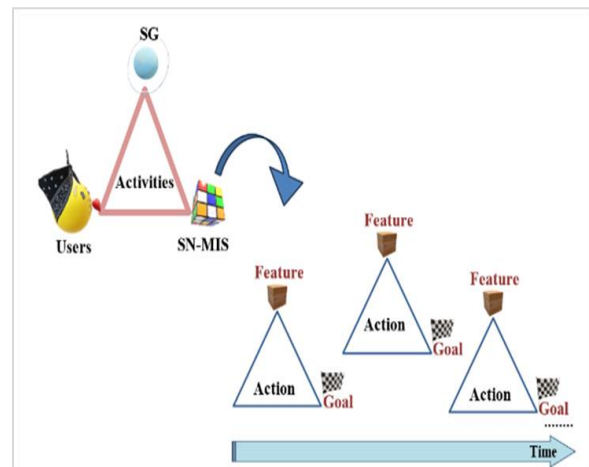 SG
Activities
Users
SN-MIS
Feature
Action
Goal
Feature
Action
Goal
Feature
Action
Goal
........
Time